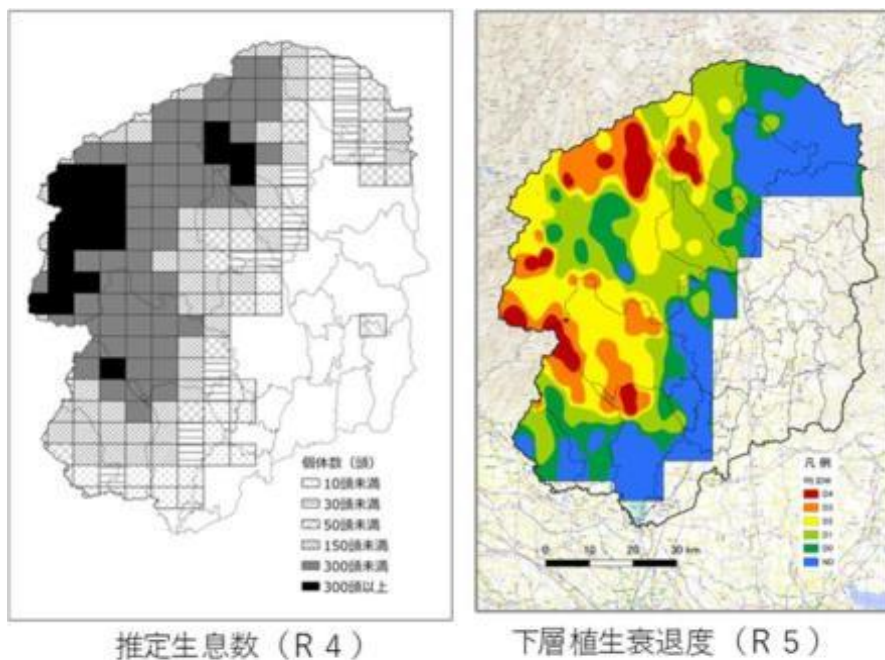 個体数(頭)
10頭未満
30頭未満
50頭未満
150頭未満
300頭未満
300頭以上
推定生息数(R4)
凡例
D4
D3
D2
D1
D0
ND
0 10 20 30 km
下層植生衰退度(R5)